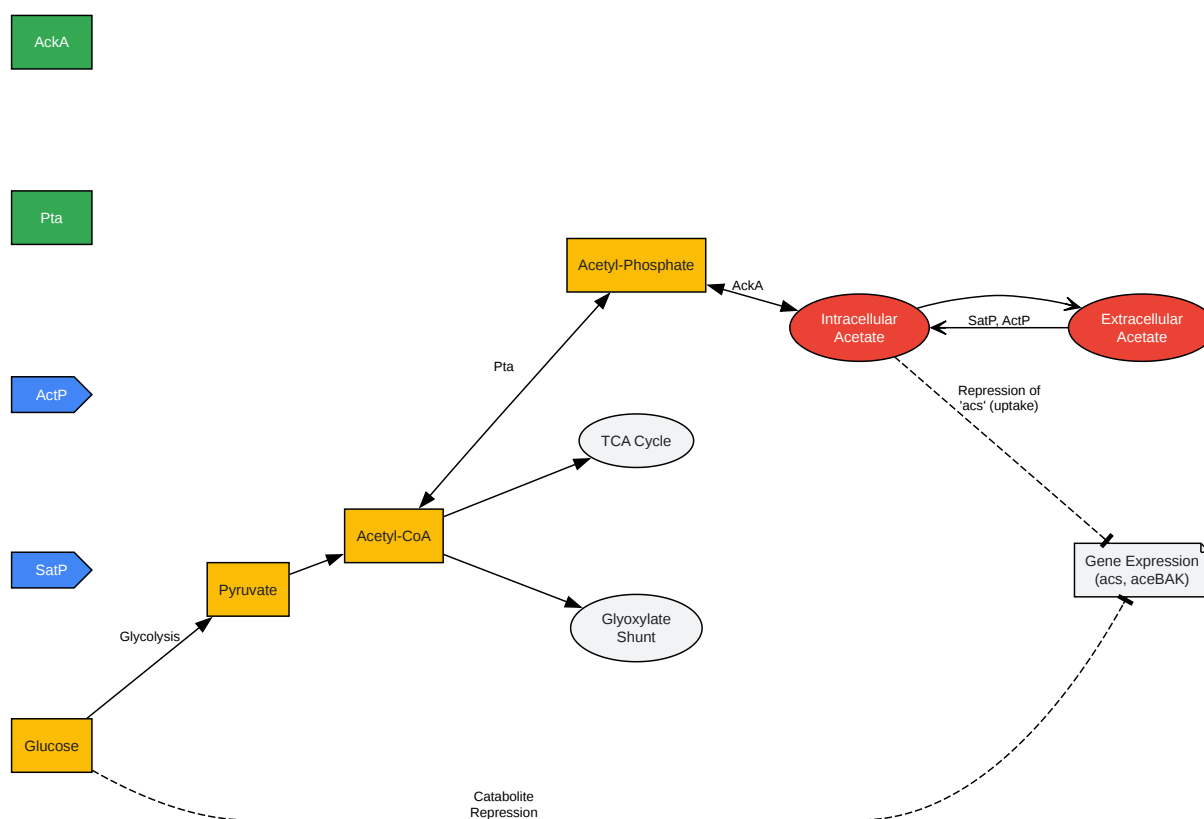 AckA
Pta
Acetyl-Phosphate
AckA
Intracellular
Acetate
SatP, ActP
Extracellular
Acetate
Pta
ActP
Repression of
'acs' (uptake)
TCA Cycle
Acetyl-CoA
SatP
Pyruvate
Gene Expression
(acs, aceBAK)
Glyoxylate
Shunt
Glycolysis
Glucose
Catabolite
Repression